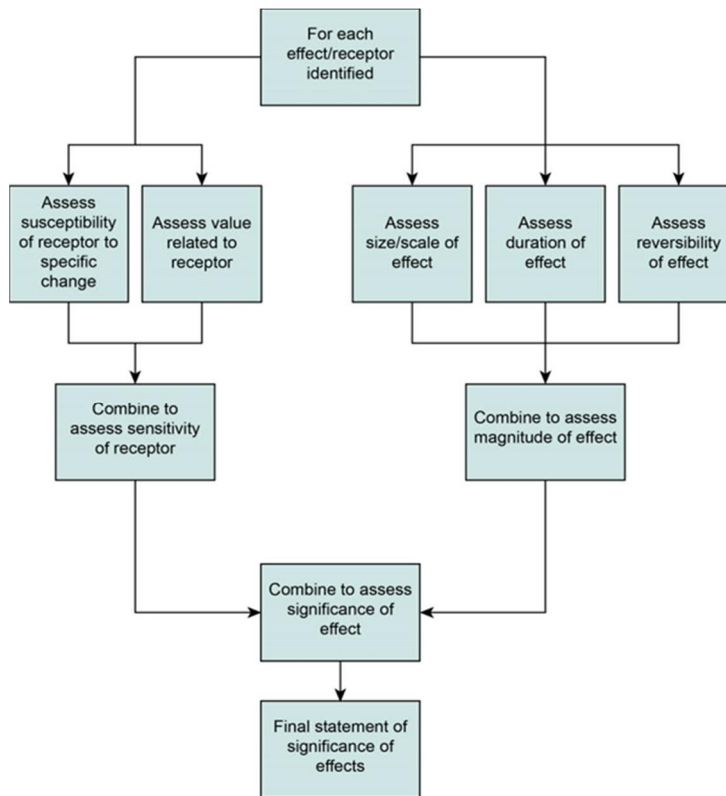 For each
effect/receptor
identified
Assess
susceptibility
of receptor to
specific
change
Assess value
related to
receptor
Assess
size/scale of
effect
Assess
duration of
effect
Assess
reversibility
of effect
Combine to
assess sensitivity
of receptor
Combine to assess
magnitude of effect
Combine to assess
significance of
effect
Final statement of
significance of
effects